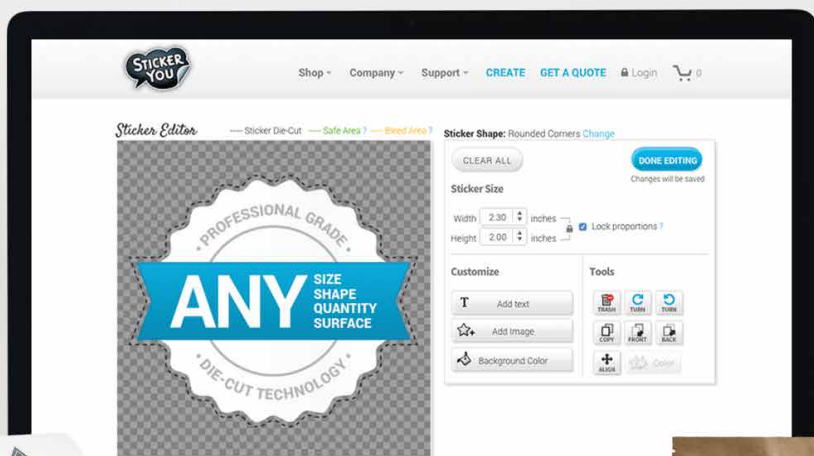 STICKER YOU
Shop Company Support CREATE GET A QUOTE Login 0
Sticker Editor ---- Sticker Die-Cut ---- Safe Area ? ---- Bleed Area ? Sticker Shape: Rounded Corners Change
CLEAR ALL DONE EDITING
Changes will be saved
Sticker Size
Width 2.30 inches
Lock proportions ?
Height 2.00 inches
Customize Tools
T Add text
TRASH TURN TURN
Add Image
COPY FRONT BACK
Background Color
ALIGN Color
• PROFESSIONAL GRADE •
ANY
SIZE
SHAPE
QUANTITY
SURFACE
• DIE-CUT TECHNOLOGY •